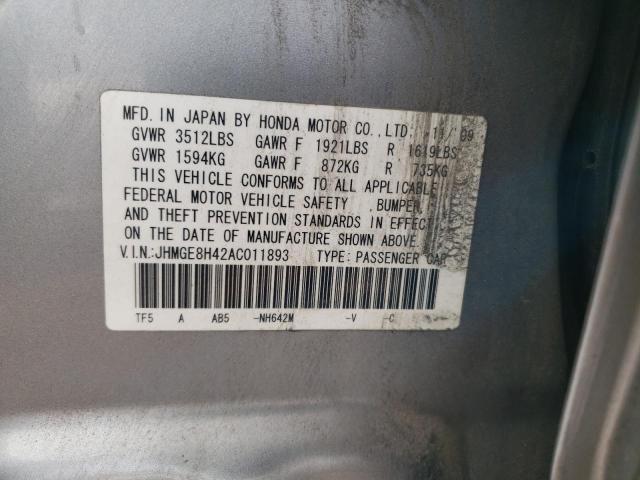 MFD. IN JAPAN BY HONDA MOTOR CO., LTD. 11/09
GVWR 3512LBS GAWR F 1921LBS R 1619LBS
GVWR 1594KG GAWR F 872KG R 735KG
THIS VEHICLE CONFORMS TO ALL APPLICABLE
FEDERAL MOTOR VEHICLE SAFETY , BUMPER,
AND THEFT PREVENTION STANDARDS IN EFFECT
ON THE DATE OF MANUFACTURE SHOWN ABOVE.
V.I.N.:JHMGE8H42AC011893 TYPE: PASSENGER CAR
TF5 A AB5 -NH642M -V -C